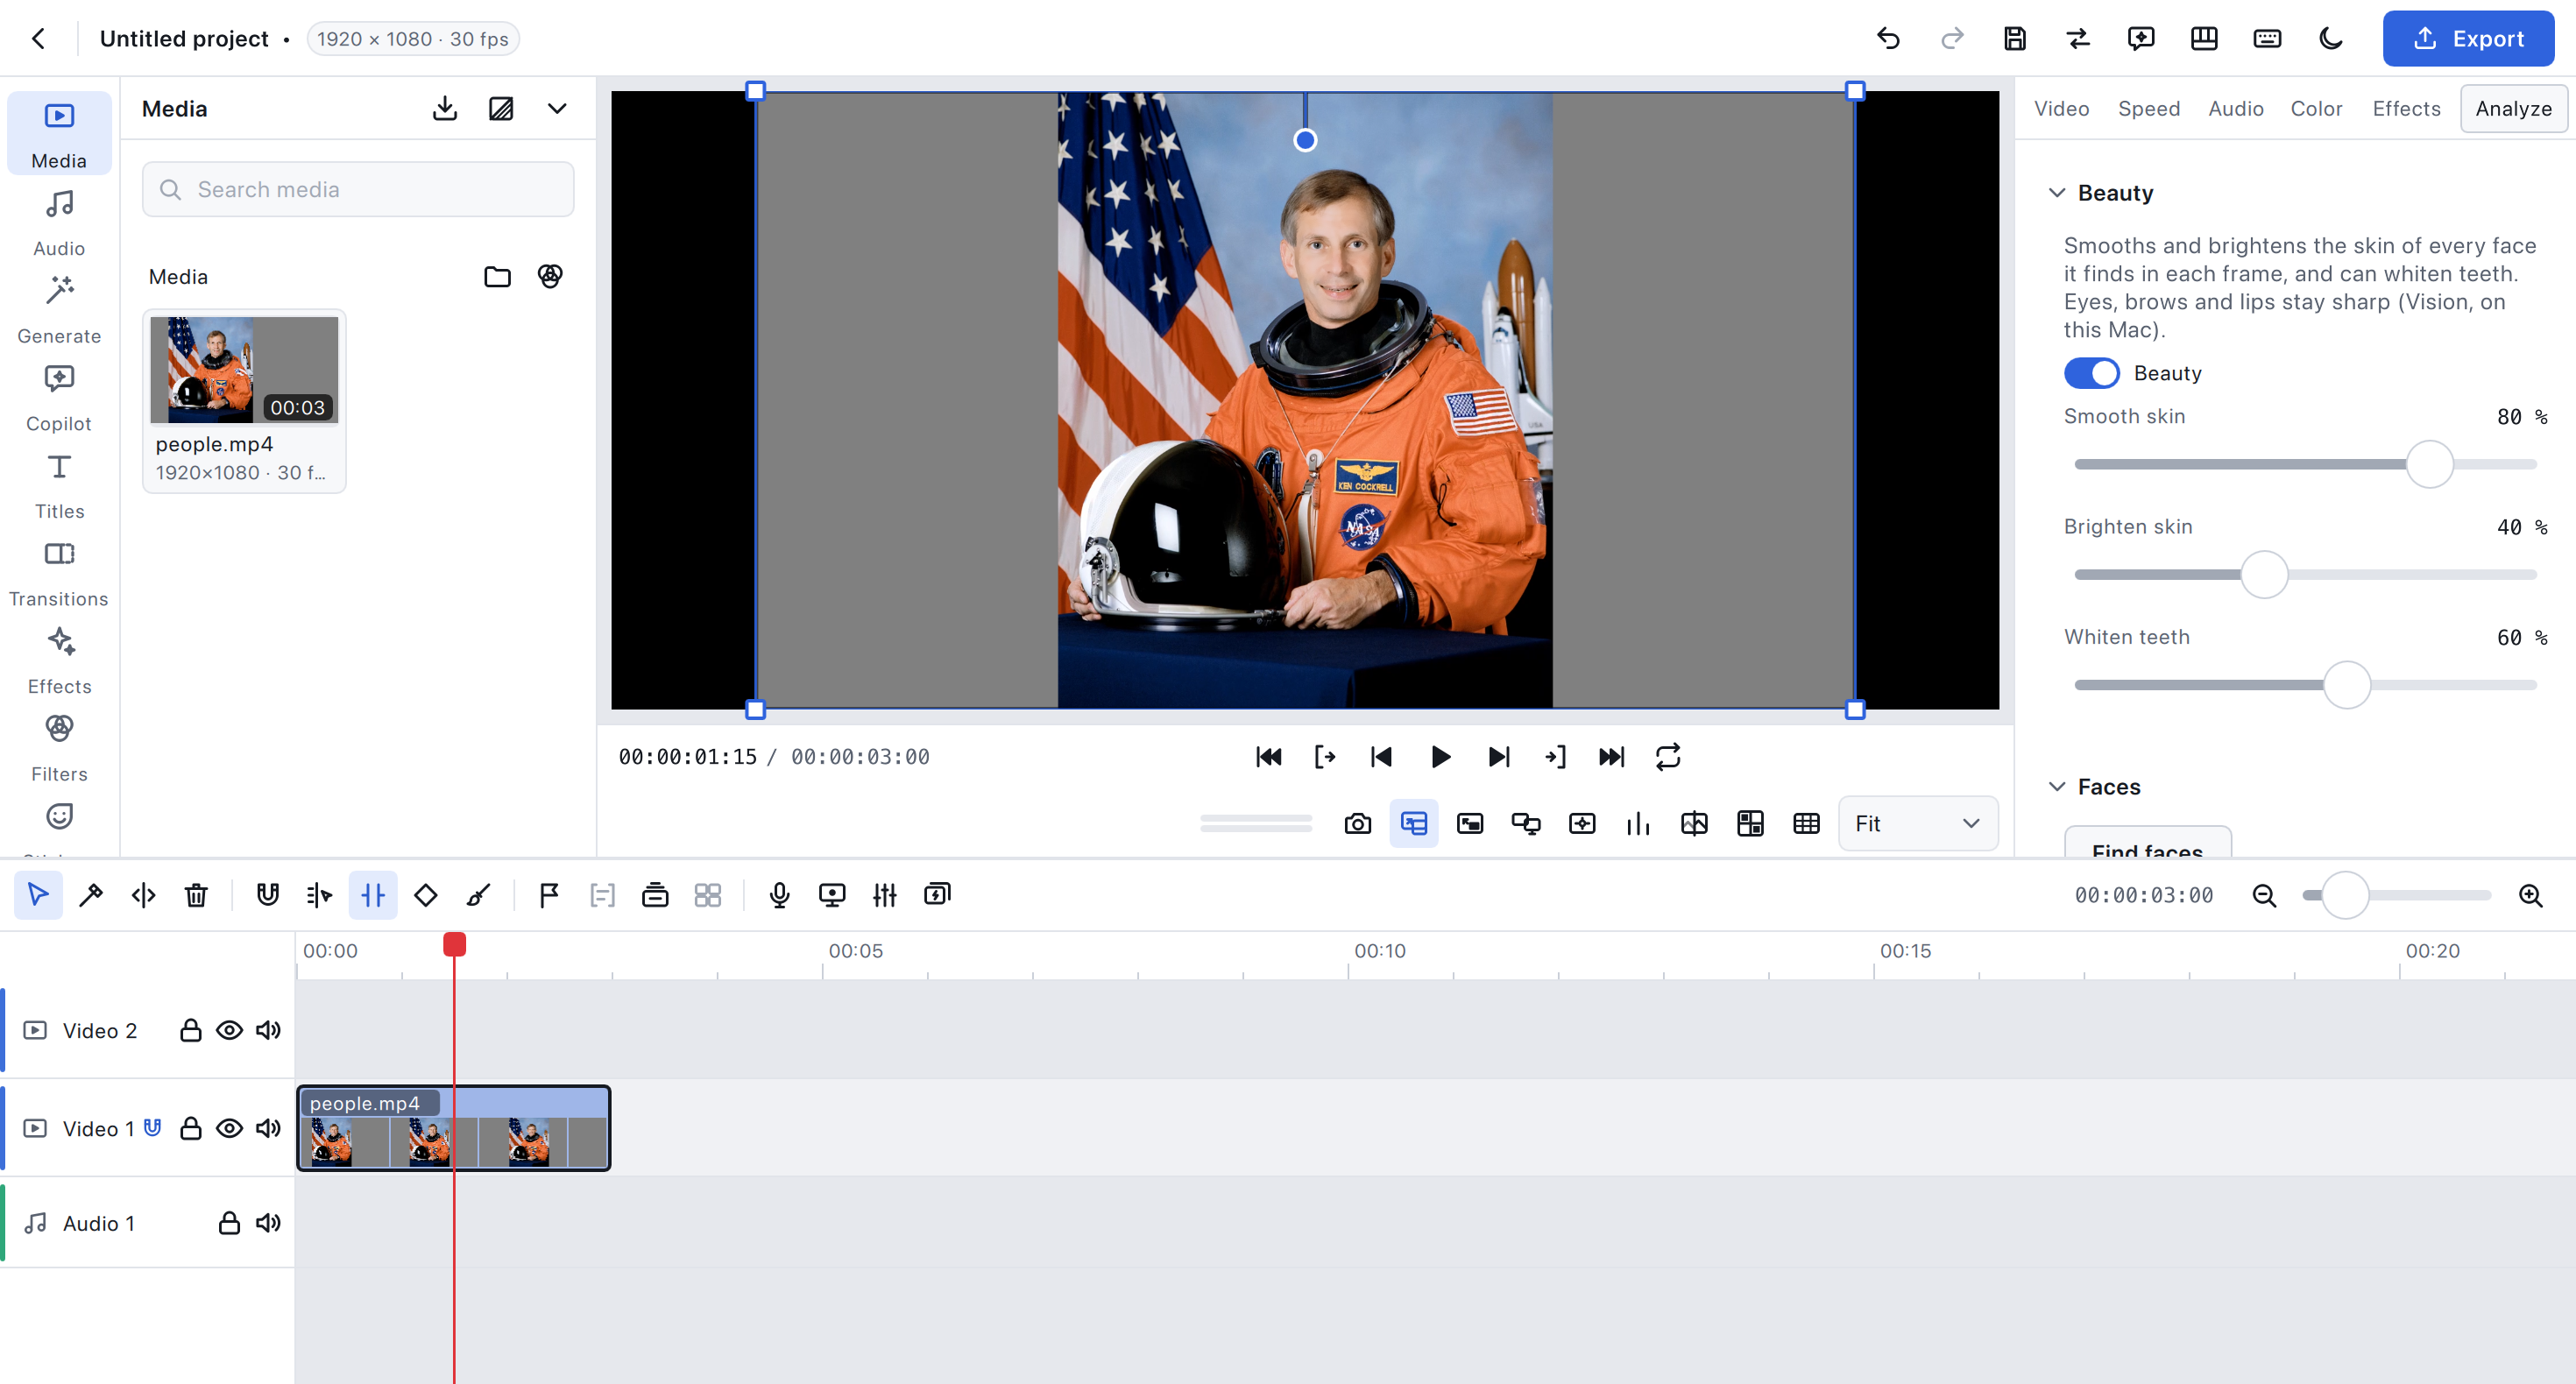 Untitled project •
1920 × 1080 · 30 fps
Export
Media
Audio
Generate
Copilot
Titles
Transitions
Effects
Filters
Media
Search media
Media
00:03
people.mp4
1920×1080 · 30 f...
USA
KEN COCKRELL
NASA
00:00:01:15 / 00:00:03:00
Fit
Video Speed Audio Color Effects Analyze
Beauty
Smooths and brightens the skin of every face
it finds in each frame, and can whiten teeth.
Eyes, brows and lips stay sharp (Vision, on
this Mac).
Beauty
Smooth skin 80 %
Brighten skin 40 %
Whiten teeth 60 %
Faces
Find faces
00:00:03:00
00:00 00:05 00:10 00:15 00:20
Video 2
Video 1
people.mp4
Audio 1